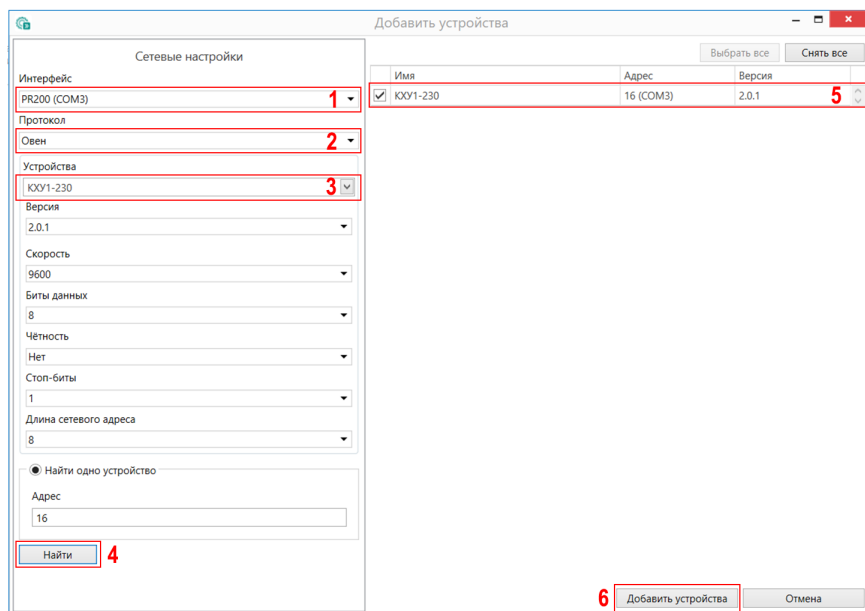 Добавить устройства
Сетевые настройки
Интерфейс
PR200 (COM3)
1
Протокол
Овен
2
Устройства
КХУ1-230
3
Версия
2.0.1
Скорость
9600
Биты данных
8
Чётность
Нет
Стоп-биты
1
Длина сетевого адреса
8
Найти одно устройство
Адрес
16
Найти
4
Выбрать все
Снять все
Имя Адрес Версия
КХУ1-230 16 (COM3) 2.0.1
5
6
Добавить устройства
Отмена